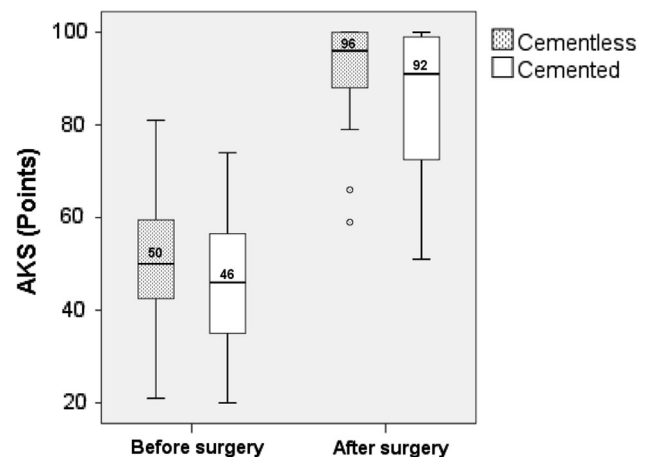 100
80
60
40
20
AKS (Points)
50
46
96
92
Before surgery
After surgery
Cementless
Cemented